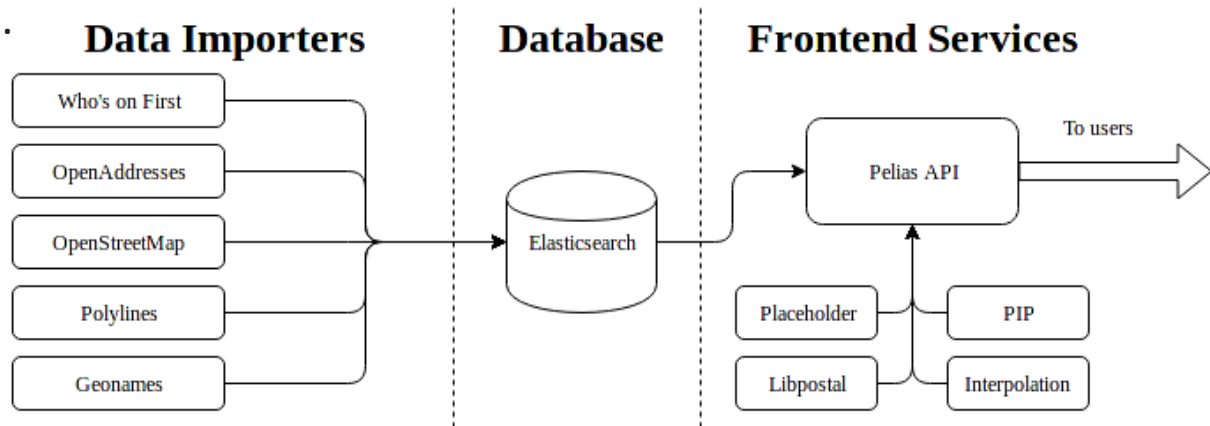 Data Importers
Database
Frontend Services
Who's on First
OpenAddresses
OpenStreetMap
Polylines
Geonames
Elasticsearch
Pelias API
To users
Placeholder
PIP
Libpostal
Interpolation